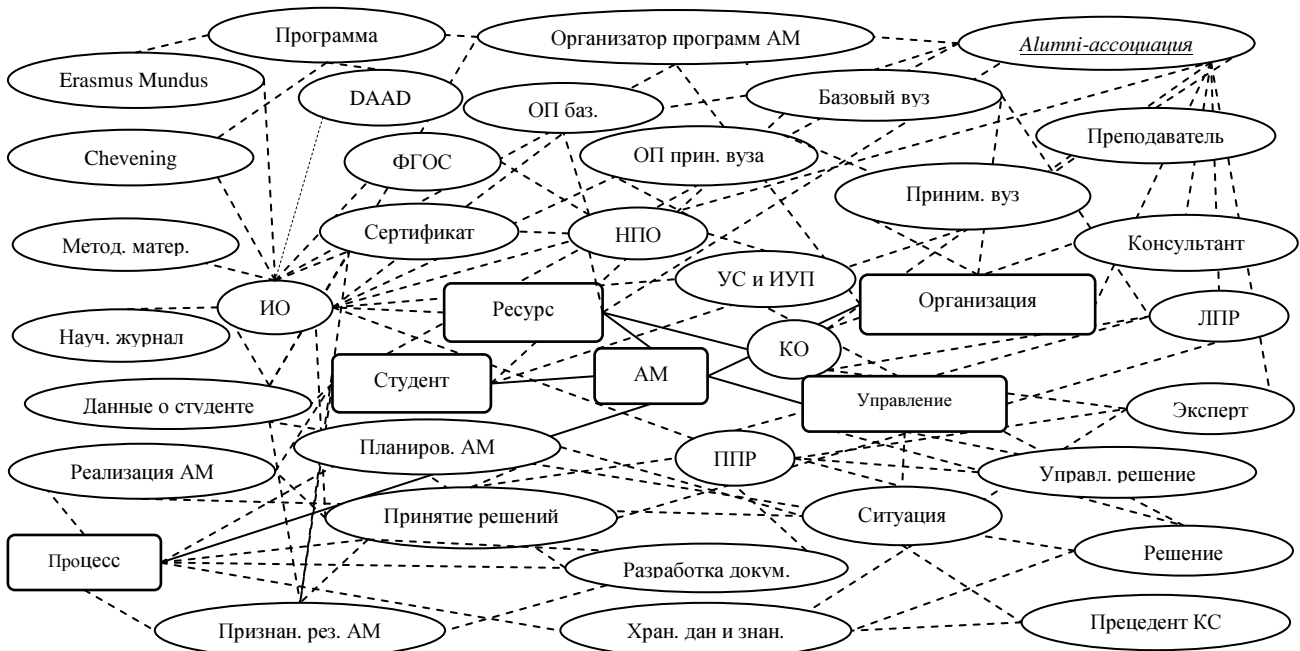 Программа
Организатор программ АМ
Alumni-ассоциация
Erasmus Mundus
DAAD
ОП баз.
Базовый вуз
Преподаватель
Chevening
ФГОС
ОП прин. вуза
Приним. вуз
Метод. матер.
Сертификат
НПО
Консультант
УС и ИУП
ИО
Ресурс
Организация
ЛПР
Науч. журнал
КО
Студент
АМ
Управление
Данные о студенте
Эксперт
Планиров. АМ
ППР
Реализация АМ
Управл. решение
Принятие решений
Ситуация
Процесс
Разработка докум.
Решение
Признан. рез. АМ
Хран. дан и знан.
Прецедент КС